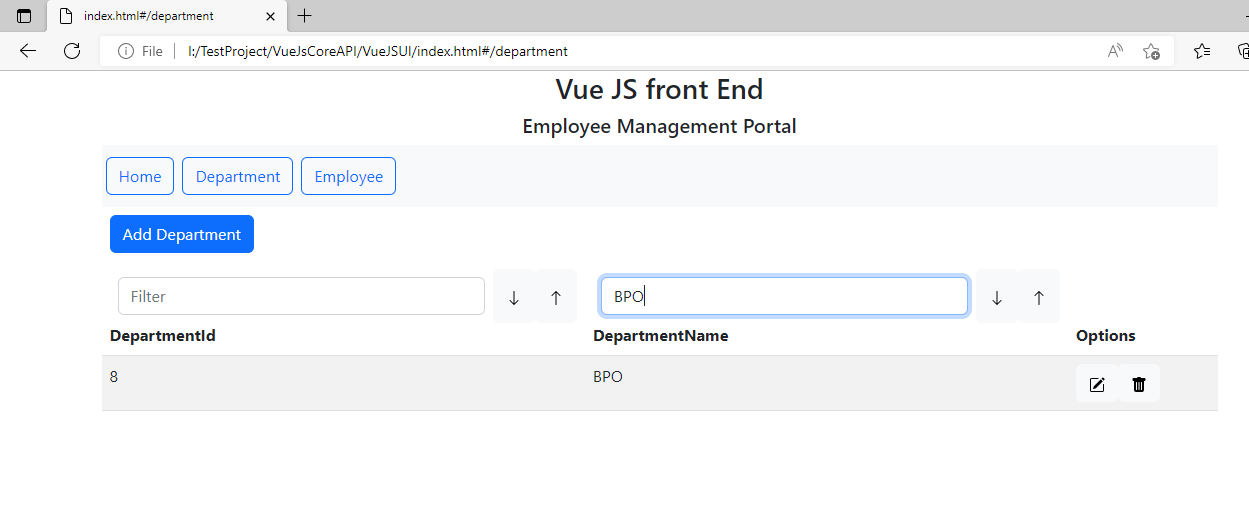 index.html#/department
File
I:/TestProject/VueJsCoreAPI/VueJSUI/index.html#/department
Vue JS front End
Employee Management Portal
Home Department Employee
Add Department
Filter BPO
DepartmentId DepartmentName Options
8 BPO